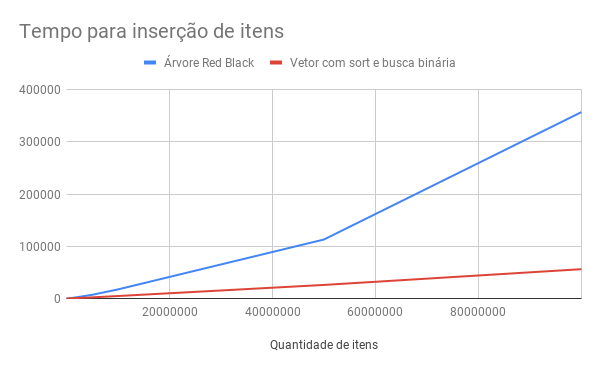 Tempo para inserção de itens
Árvore Red Black Vetor com sort e busca binária
400000
300000
200000
100000
0
20000000 40000000 60000000 80000000
Quantidade de itens